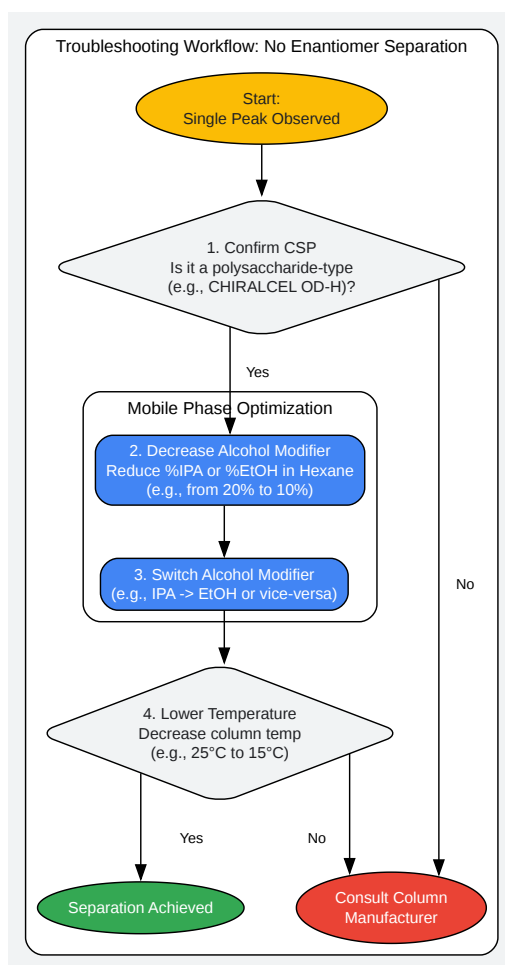 Troubleshooting Workflow: No Enantiomer Separation
Start:
Single Peak Observed
1. Confirm CSP
Is it a polysaccharide-type
(e.g., CHIRALCEL OD-H)?
Yes
Mobile Phase Optimization
2. Decrease Alcohol Modifier
Reduce %IPA or %EtOH in Hexane
(e.g., from 20% to 10%)
3. Switch Alcohol Modifier
(e.g., IPA -> EtOH or vice-versa)
No
4. Lower Temperature
Decrease column temp
(e.g., 25°C to 15°C)
Yes
No
Separation Achieved
Consult Column
Manufacturer